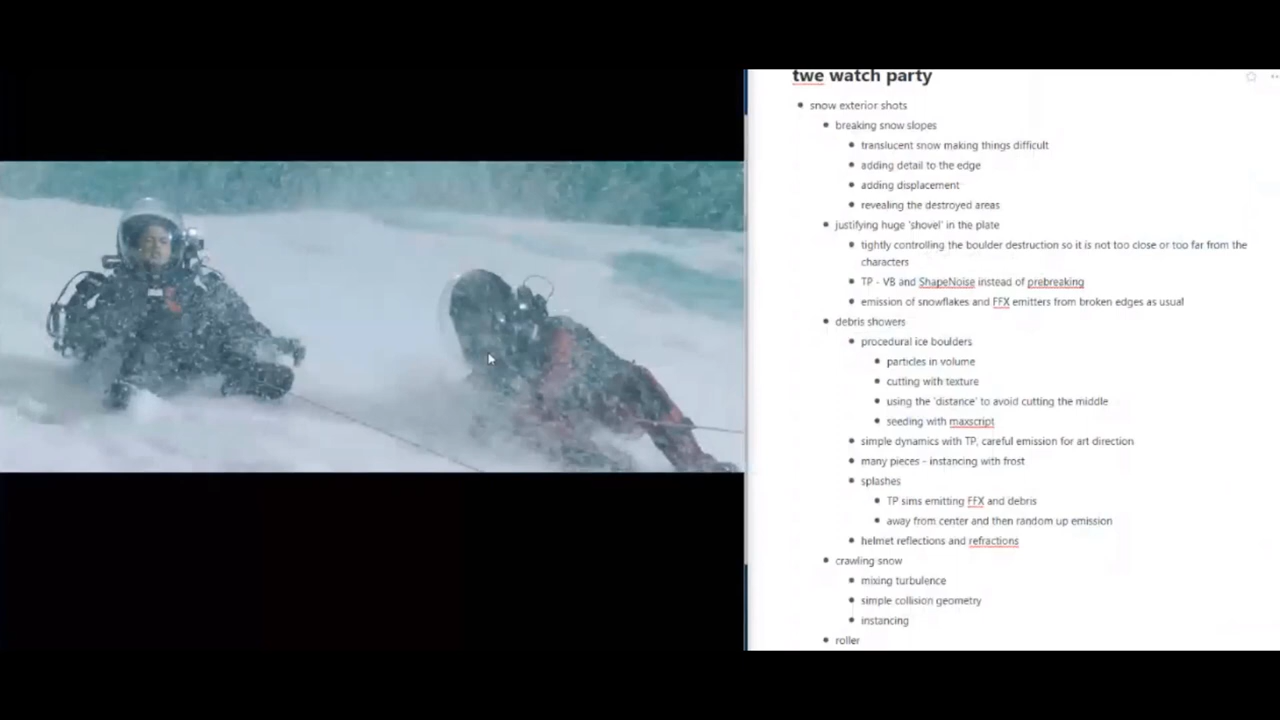 twe watch party
snow exterior shots
breaking snow slopes
translucent snow making things difficult
adding detail to the edge
adding displacement
revealing the destroyed areas
justifying huge 'shovel' in the plate
tightly controlling the boulder destruction so it is not too close or too far from the
characters
TP - VB and ShapeNoise instead of prebreaking
emission of snowflakes and FFX emitters from broken edges as usual
debris showers
procedural ice boulders
particles in volume
cutting with texture
using the 'distance' to avoid cutting the middle
seeding with maxscript
simple dynamics with TP, careful emission for art direction
many pieces - instancing with frost
splashes
TP sims emitting FFX and debris
away from center and then random up emission
helmet reflections and refractions
crawling snow
mixing turbulence
simple collision geometry
instancing
roller